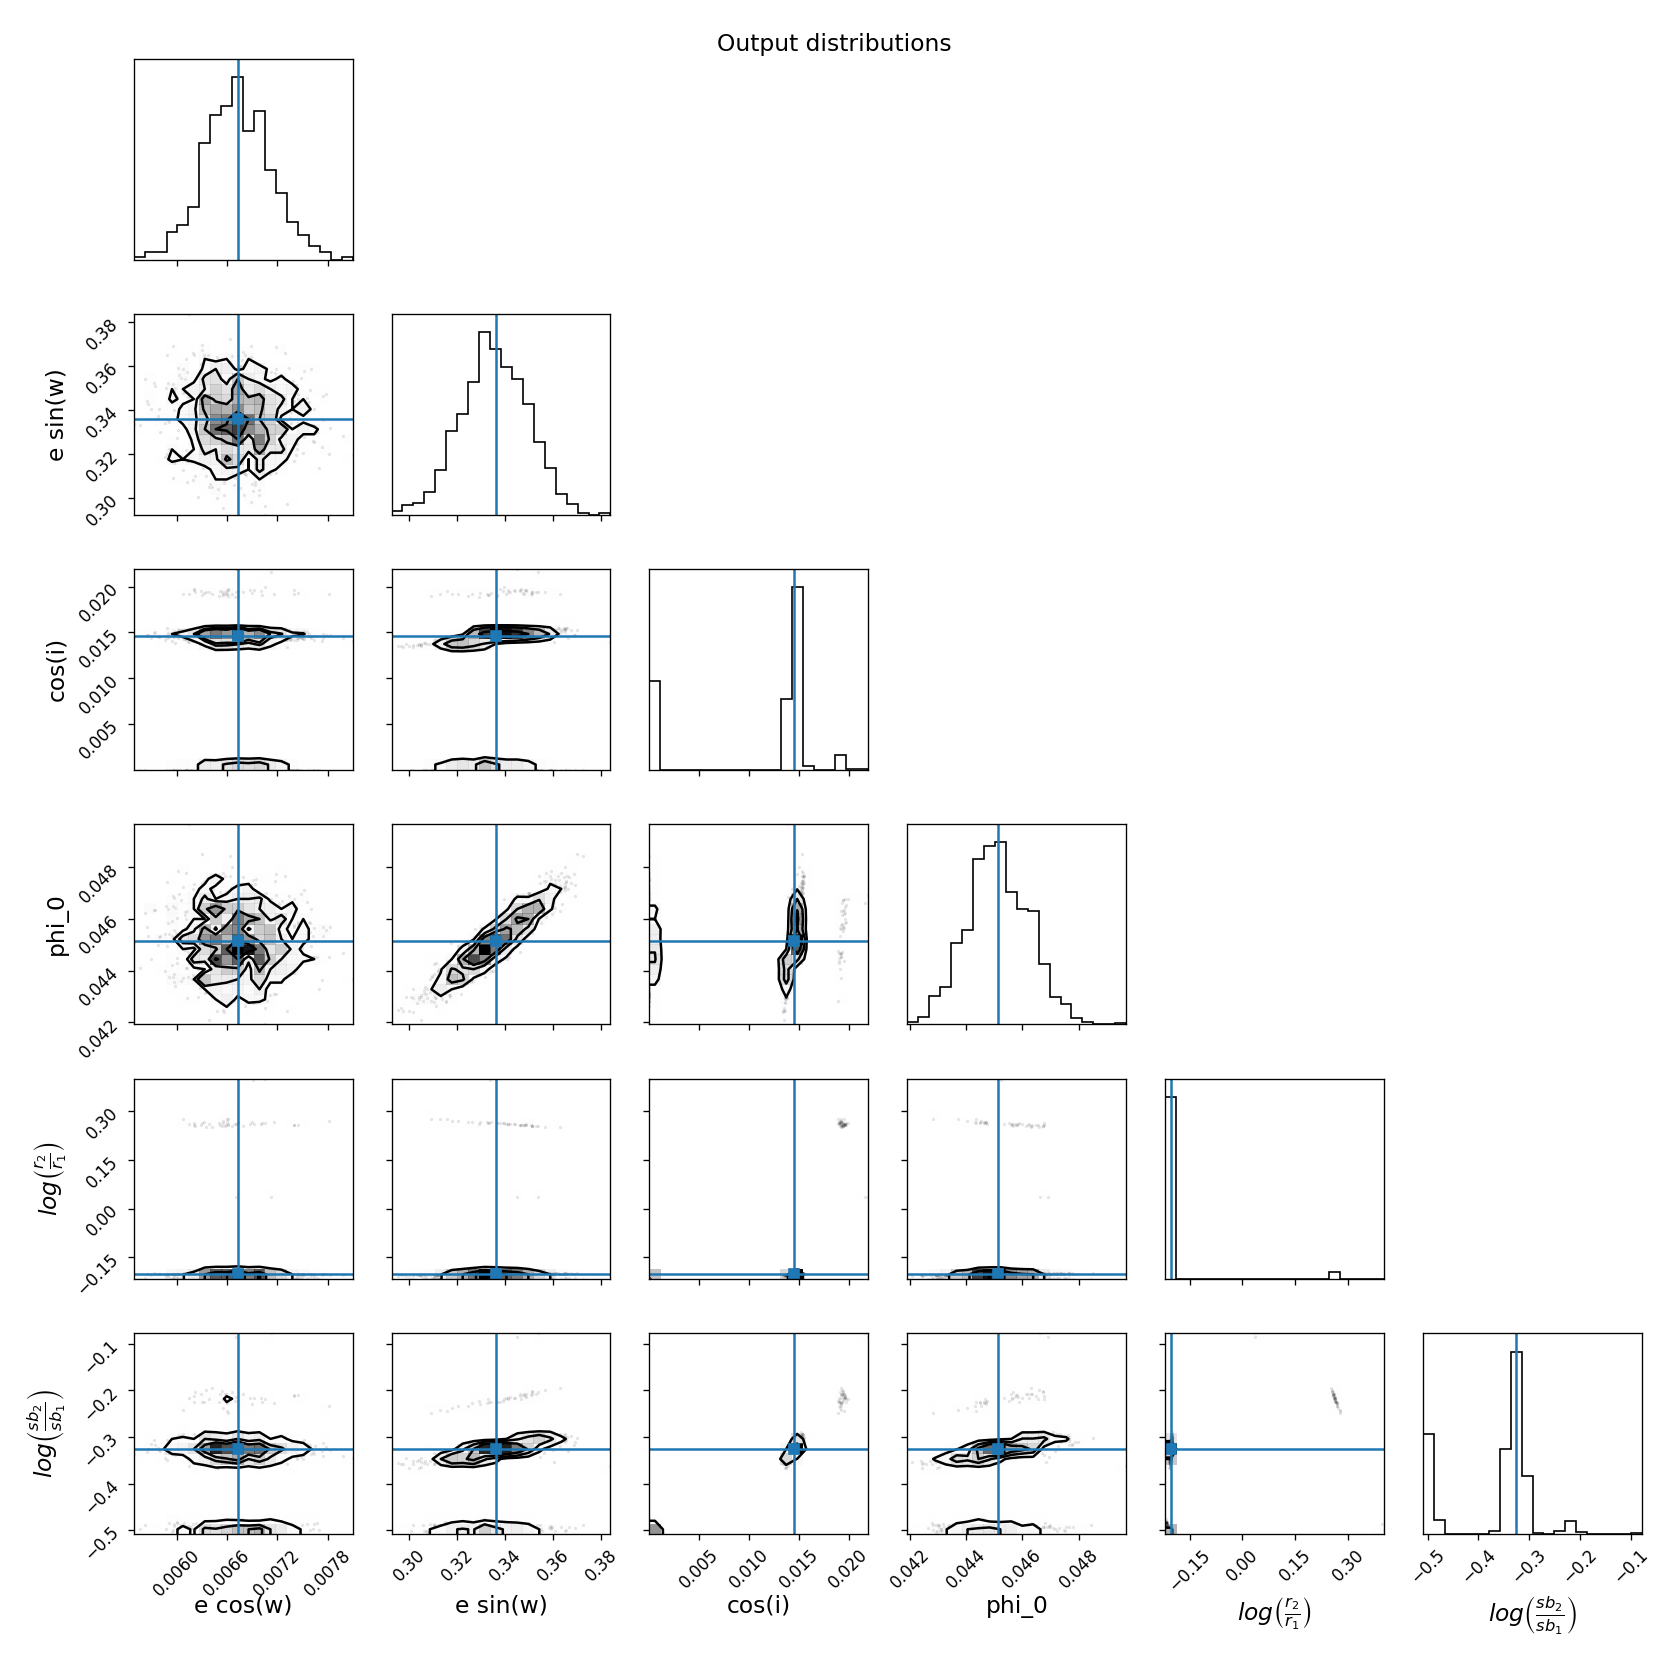 Output distributions
e sin(w)
0.38
0.36
0.34
0.32
0.30
cos(i)
0.020
0.015
0.010
0.005
phi_0
0.048
0.046
0.044
0.042
log(r₂/r₁)
0.30
0.15
0.00
−0.15
log(sb₂/sb₁)
−0.1
−0.2
−0.3
−0.4
−0.5
0.0060 0.0066 0.0072 0.0078
e cos(w)
0.30 0.32 0.34 0.36 0.38
e sin(w)
0.005 0.010 0.015 0.020
cos(i)
0.042 0.044 0.046 0.048
phi_0
−0.15 0.00 0.15 0.30
log(r₂/r₁)
−0.5 −0.4 −0.3 −0.2 −0.1
log(sb₂/sb₁)